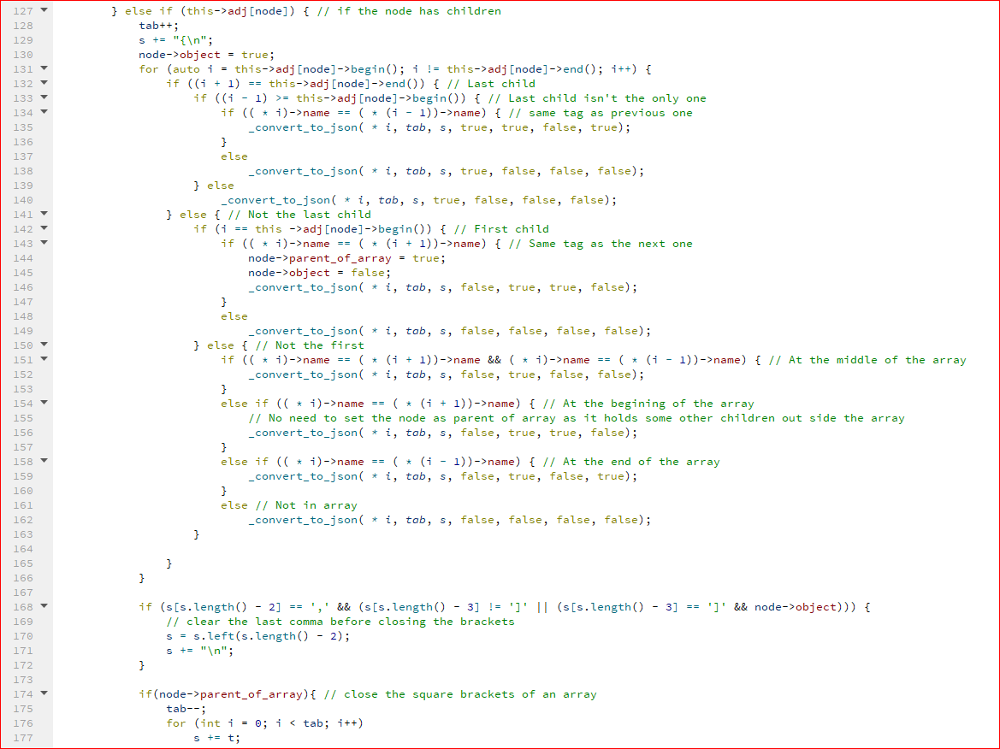 127 } else if (this->adj[node]) { // if the node has children
128 tab++;
129 s += "{\n";
130 node->object = true;
131 for (auto i = this->adj[node]->begin(); i != this->adj[node]->end(); i++) {
132 if ((i + 1) == this->adj[node]->end()) { // Last child
133 if ((i - 1) >= this->adj[node]->begin()) { // Last child isn't the only one
134 if (( * i)->name == ( * (i - 1))->name) { // same tag as previous one
135 _convert_to_json( * i, tab, s, true, true, false, true);
136 }
137 else
138 _convert_to_json( * i, tab, s, true, false, false, false);
139 } else
140 _convert_to_json( * i, tab, s, true, false, false, false);
141 } else { // Not the last child
142 if (i == this ->adj[node]->begin()) { // First child
143 if (( * i)->name == ( * (i + 1))->name) { // Same tag as the next one
144 node->parent_of_array = true;
145 node->object = false;
146 _convert_to_json( * i, tab, s, false, true, true, false);
147 }
148 else
149 _convert_to_json( * i, tab, s, false, false, false, false);
150 } else { // Not the first
151 if (( * i)->name == ( * (i + 1))->name && ( * i)->name == ( * (i - 1))->name) { // At the middle of the array
152 _convert_to_json( * i, tab, s, false, true, false, false);
153 }
154 else if (( * i)->name == ( * (i + 1))->name) { // At the begining of the array
155 // No need to set the node as parent of array as it holds some other children out side the array
156 _convert_to_json( * i, tab, s, false, true, true, false);
157 }
158 else if (( * i)->name == ( * (i - 1))->name) { // At the end of the array
159 _convert_to_json( * i, tab, s, false, true, false, true);
160 }
161 else // Not in array
162 _convert_to_json( * i, tab, s, false, false, false, false);
163 }
164
165 }
166 }
167
168 if (s[s.length() - 2] == ',' && (s[s.length() - 3] != ']' || (s[s.length() - 3] == ']' && node->object))) {
169 // clear the last comma before closing the brackets
170 s = s.left(s.length() - 2);
171 s += "\n";
172 }
173
174 if(node->parent_of_array){ // close the square brackets of an array
175 tab--;
176 for (int i = 0; i < tab; i++)
177 s += t;